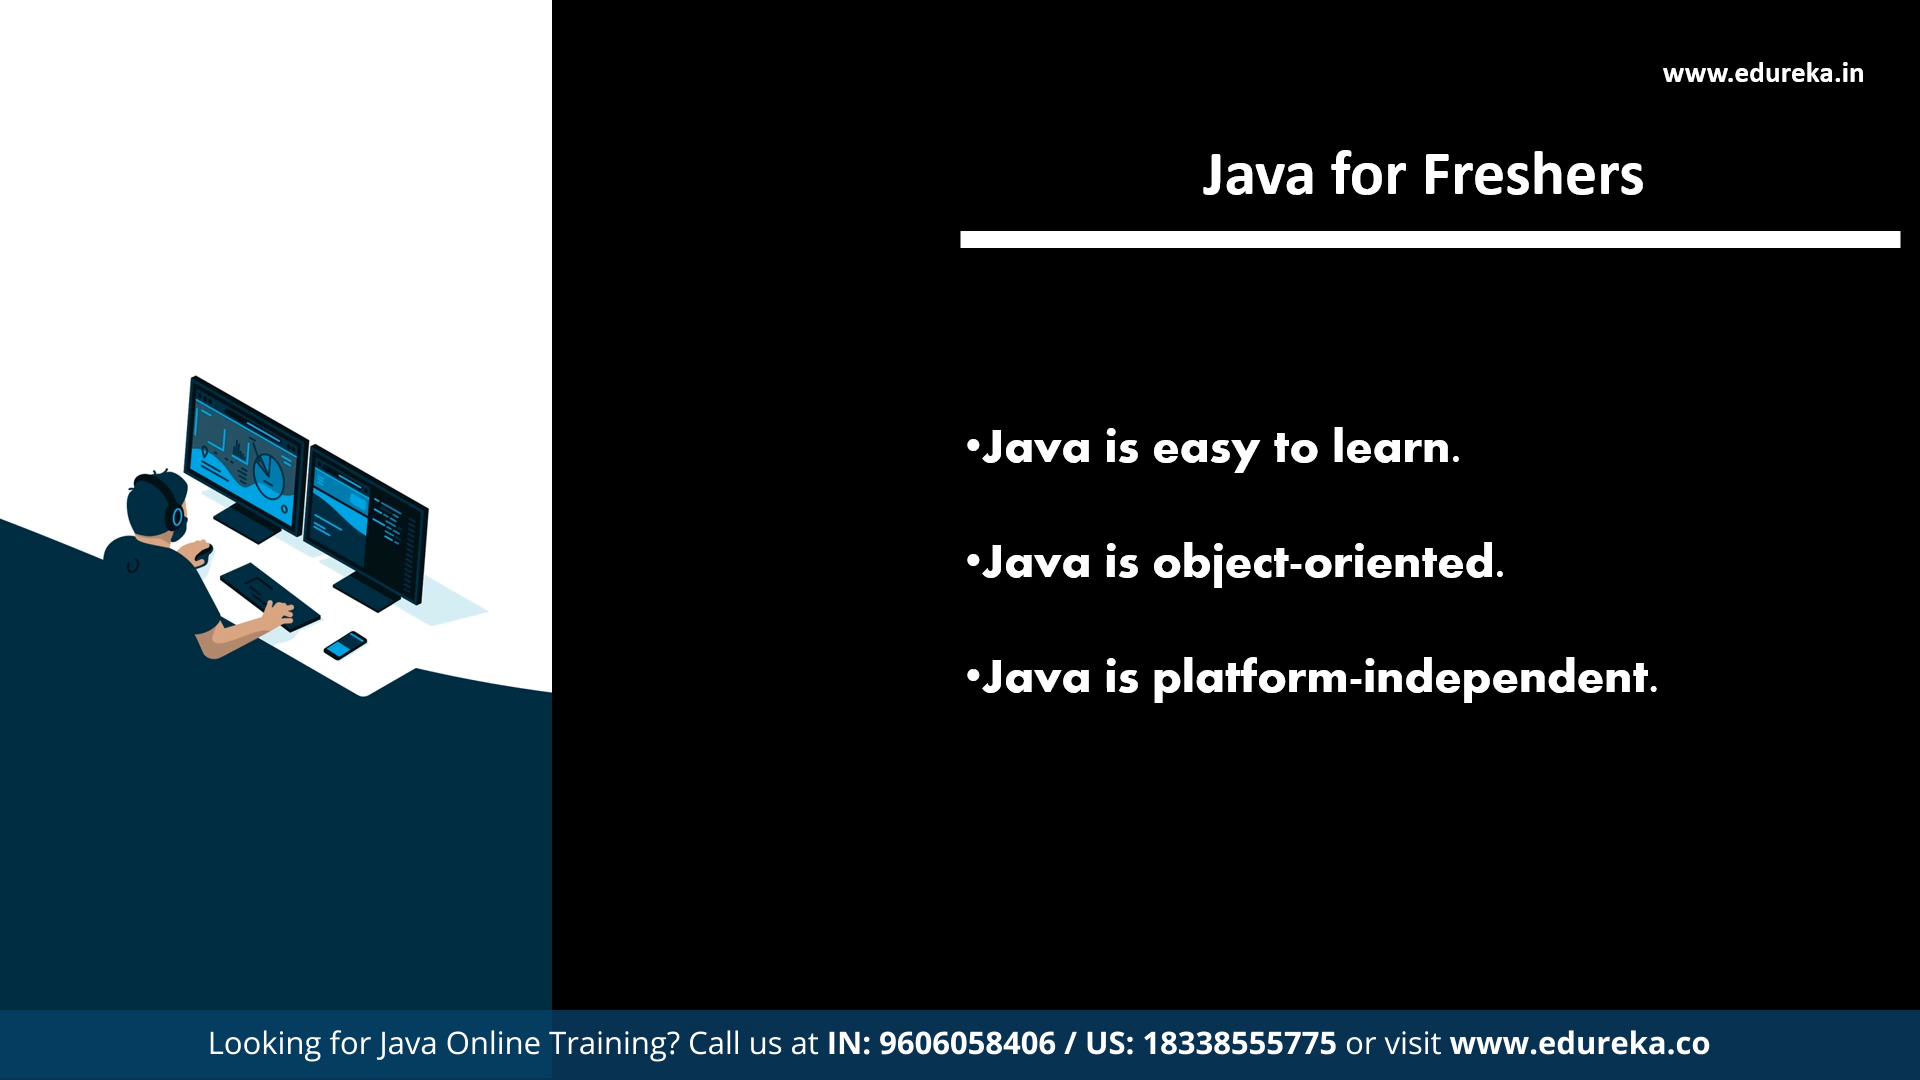 www.edureka.in
Java for Freshers
•Java is easy to learn.
•Java is object-oriented.
•Java is platform-independent.
Looking for Java Online Training? Call us at IN: 9606058406 / US: 18338555775 or visit www.edureka.co